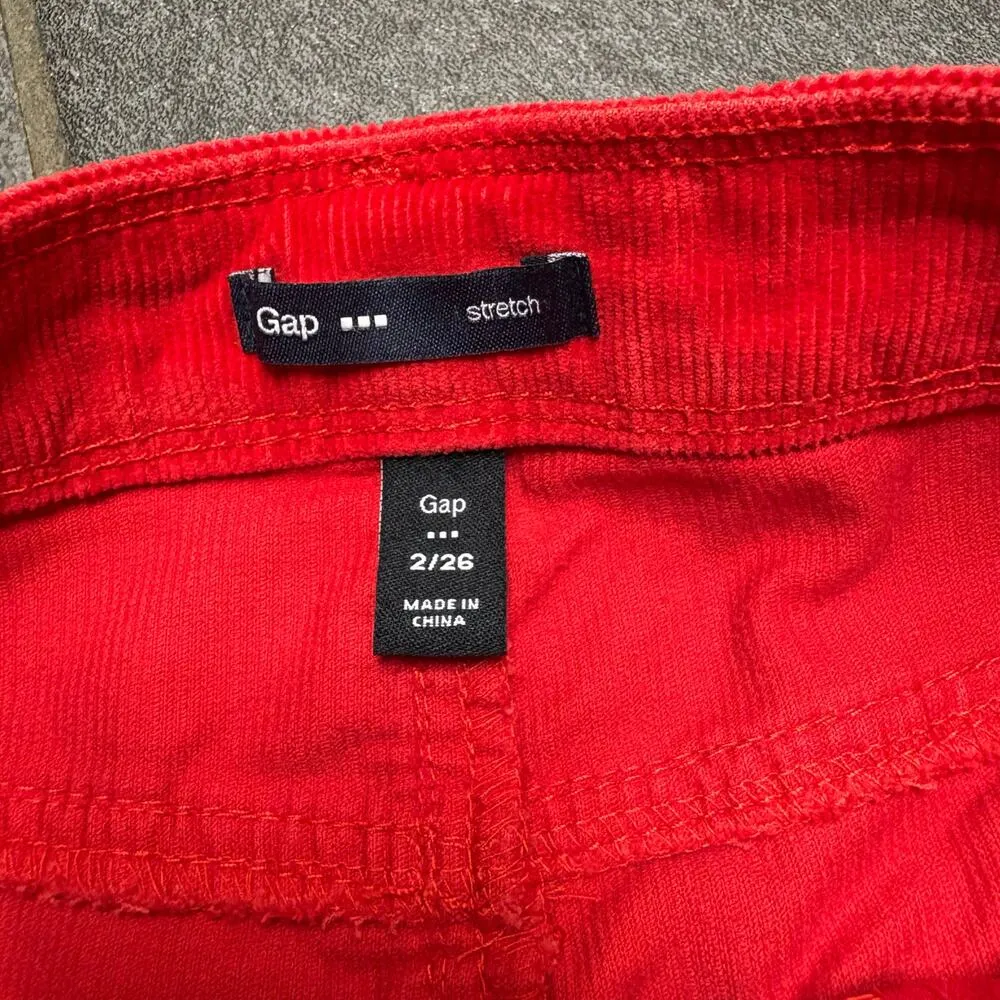 Gap ▪▪▪ stretch
Gap
▪▪▪
2/26
MADE IN
CHINA